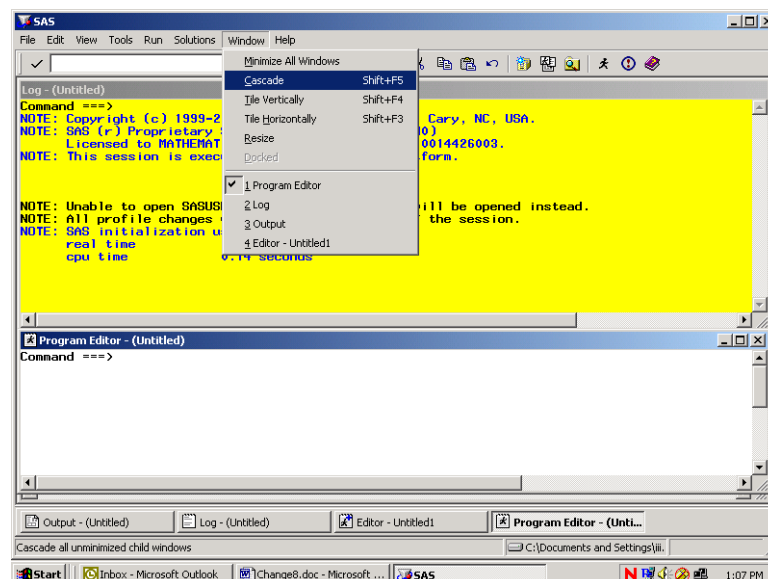 SAS
File Edit View Tools Run Solutions Window Help
Minimize All Windows
Cascade Shift+F5
Tile Vertically Shift+F4
Tile Horizontally Shift+F3
Resize
Docked
1 Program Editor
2 Log
3 Output
4 Editor - Untitled1
Log - (Untitled)
Command ===>
NOTE: Copyright (c) 1999-2 Cary, NC, USA.
NOTE: SAS (r) Proprietary 0)
Licensed to MATHEMAT 0014426003.
NOTE: This session is exec form.
NOTE: Unable to open SASUS ill be opened instead.
NOTE: All profile changes f the session.
NOTE: SAS initialization u
real time
cpu time 0.14 seconds
Program Editor - (Untitled)
Command ===>
Output - (Untitled) Log - (Untitled) Editor - Untitled1 Program Editor - (Unti...
Cascade all unminimized child windows C:\Documents and Settings\iii.
Start Inbox - Microsoft Outlook Change8.doc - Microsoft ... SAS 1:07 PM